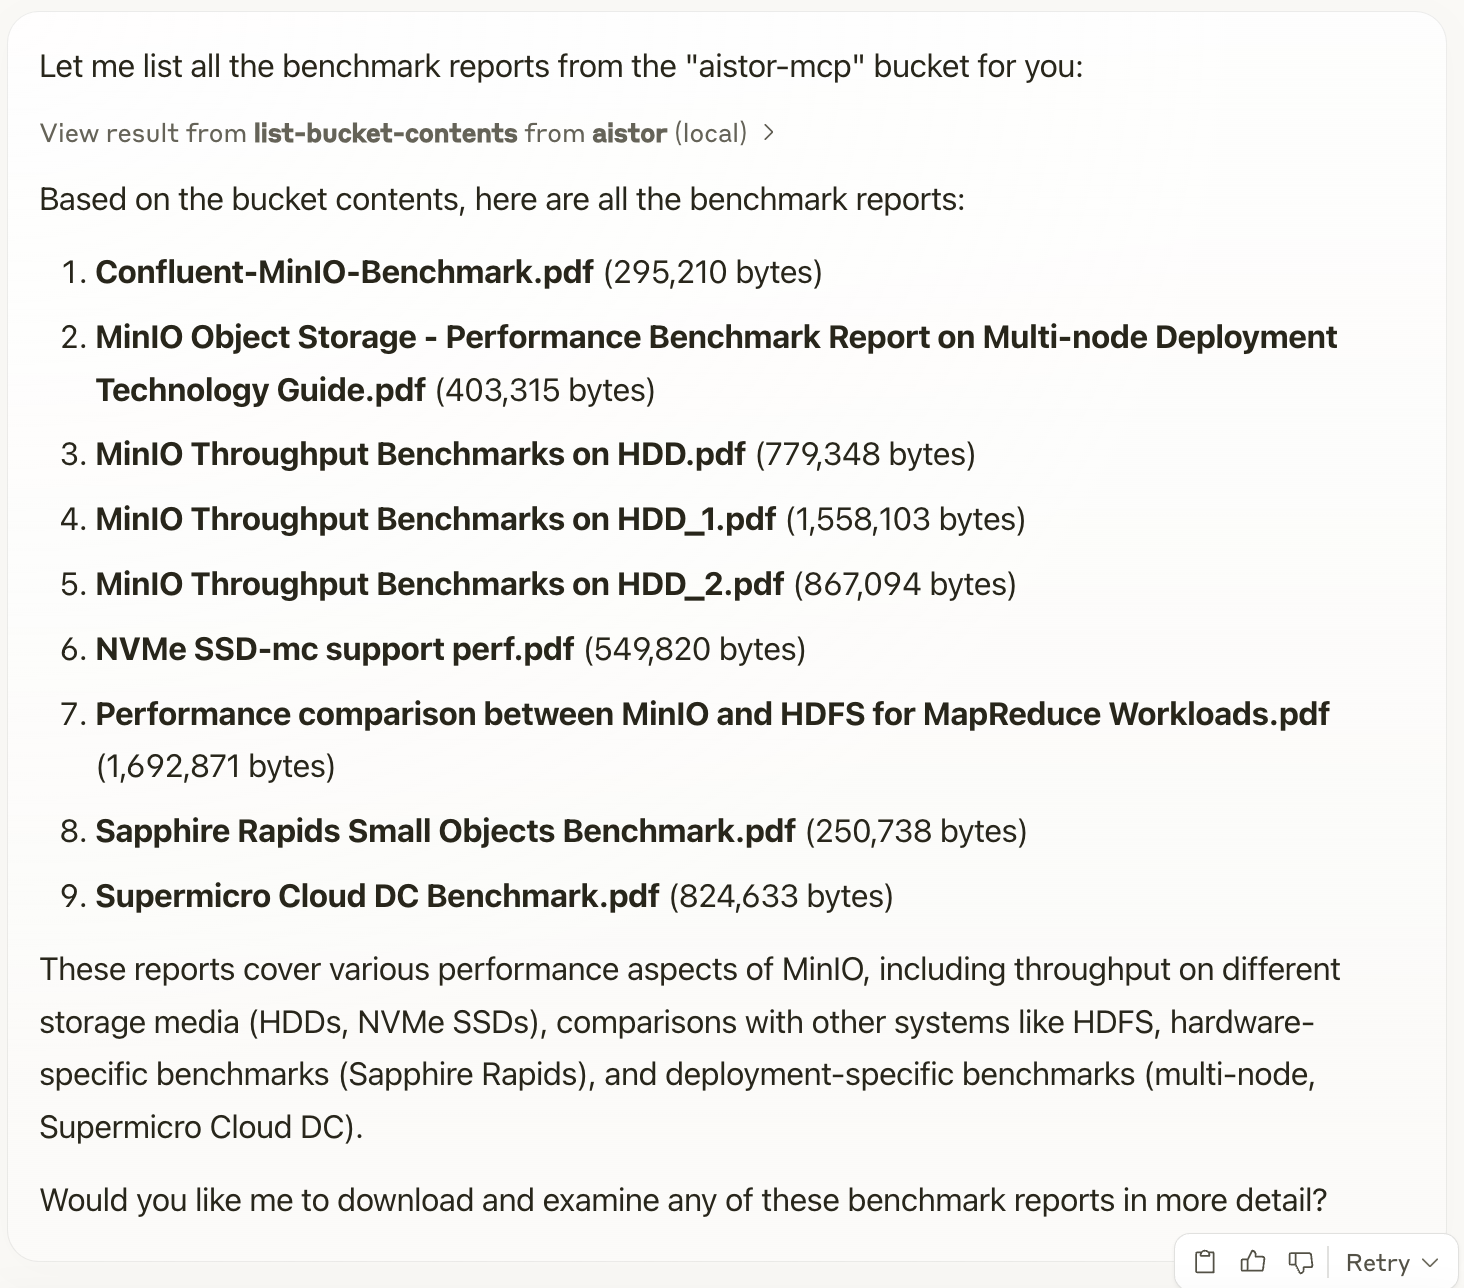 Let me list all the benchmark reports from the "aistor-mcp" bucket for you:
View result from list-bucket-contents from aistor (local)
Based on the bucket contents, here are all the benchmark reports:
1. Confluent-MinIO-Benchmark.pdf (295,210 bytes)
2. MinIO Object Storage - Performance Benchmark Report on Multi-node Deployment
Technology Guide.pdf (403,315 bytes)
3. MinIO Throughput Benchmarks on HDD.pdf (779,348 bytes)
4. MinIO Throughput Benchmarks on HDD_1.pdf (1,558,103 bytes)
5. MinIO Throughput Benchmarks on HDD_2.pdf (867,094 bytes)
6. NVMe SSD-mc support perf.pdf (549,820 bytes)
7. Performance comparison between MinIO and HDFS for MapReduce Workloads.pdf
(1,692,871 bytes)
8. Sapphire Rapids Small Objects Benchmark.pdf (250,738 bytes)
9. Supermicro Cloud DC Benchmark.pdf (824,633 bytes)
These reports cover various performance aspects of MinIO, including throughput on different
storage media (HDDs, NVMe SSDs), comparisons with other systems like HDFS, hardware-
specific benchmarks (Sapphire Rapids), and deployment-specific benchmarks (multi-node,
Supermicro Cloud DC).
Would you like me to download and examine any of these benchmark reports in more detail?
Retry